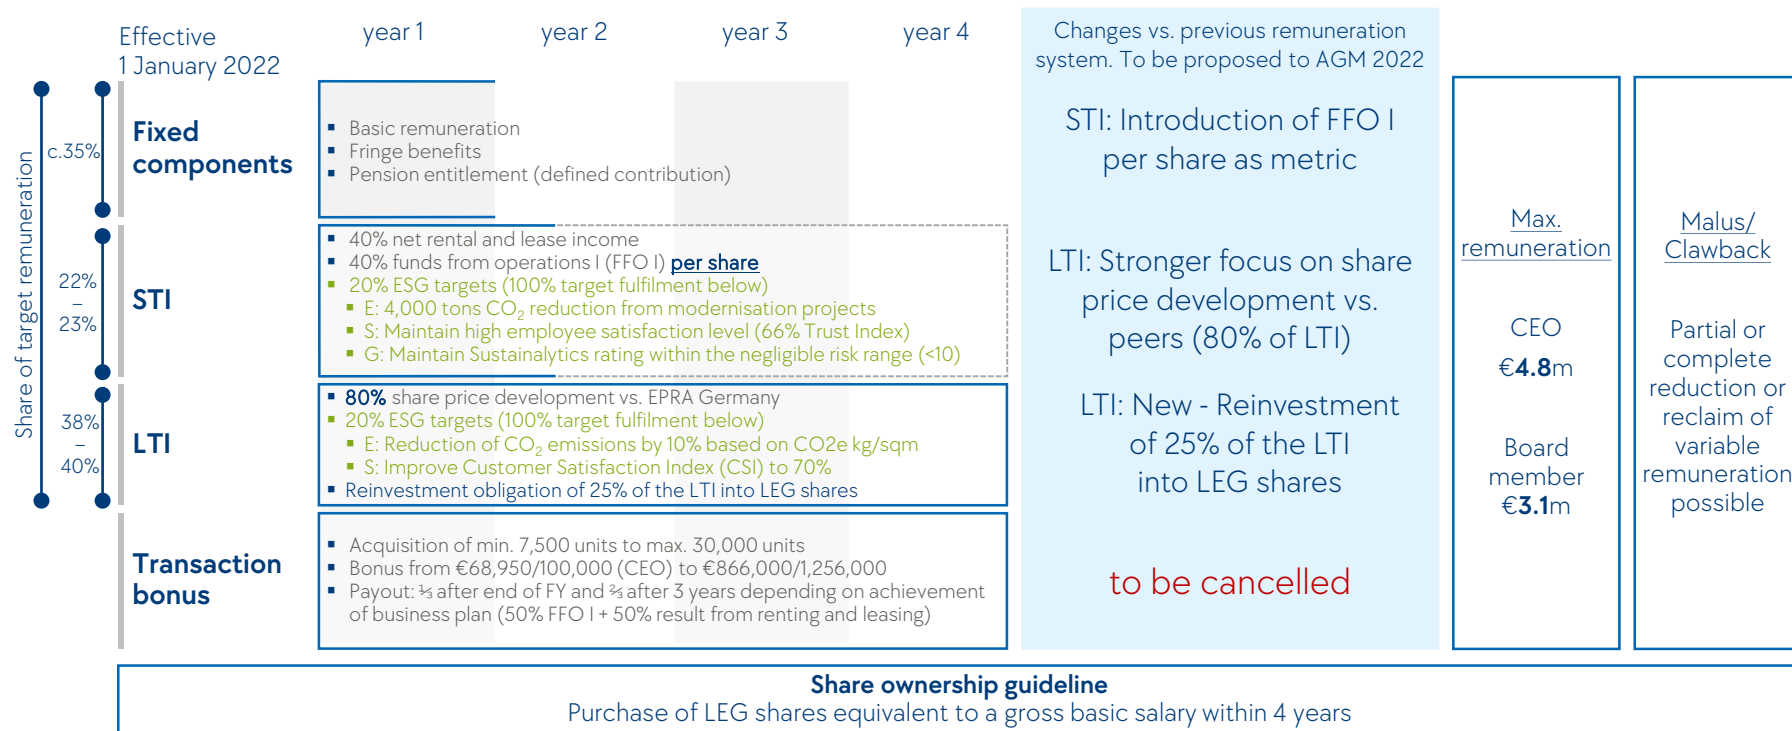 Effective
1 January 2022
year 1
year 2
year 3
year 4
Changes vs. previous remuneration
system. To be proposed to AGM 2022
Share of target remuneration
c.35%
Fixed
components
▪ Basic remuneration
▪ Fringe benefits
▪ Pension entitlement (defined contribution)
STI: Introduction of FFO I
per share as metric
22%
–
23%
STI
▪ 40% net rental and lease income
▪ 40% funds from operations I (FFO I) per share
▪ 20% ESG targets (100% target fulfilment below)
▪ E: 4,000 tons CO₂ reduction from modernisation projects
▪ S: Maintain high employee satisfaction level (66% Trust Index)
▪ G: Maintain Sustainalytics rating within the negligible risk range (<10)
LTI: Stronger focus on share
price development vs.
peers (80% of LTI)
38%
–
40%
LTI
▪ 80% share price development vs. EPRA Germany
▪ 20% ESG targets (100% target fulfilment below)
▪ E: Reduction of CO₂ emissions by 10% based on CO2e kg/sqm
▪ S: Improve Customer Satisfaction Index (CSI) to 70%
▪ Reinvestment obligation of 25% of the LTI into LEG shares
LTI: New - Reinvestment
of 25% of the LTI
into LEG shares
Transaction
bonus
▪ Acquisition of min. 7,500 units to max. 30,000 units
▪ Bonus from €68,950/100,000 (CEO) to €866,000/1,256,000
▪ Payout: ⅓ after end of FY and ⅔ after 3 years depending on achievement
of business plan (50% FFO I + 50% result from renting and leasing)
to be cancelled
Max.
remuneration
CEO
€4.8m
Board
member
€3.1m
Malus/
Clawback
Partial or
complete
reduction or
reclaim of
variable
remuneration
possible
Share ownership guideline
Purchase of LEG shares equivalent to a gross basic salary within 4 years